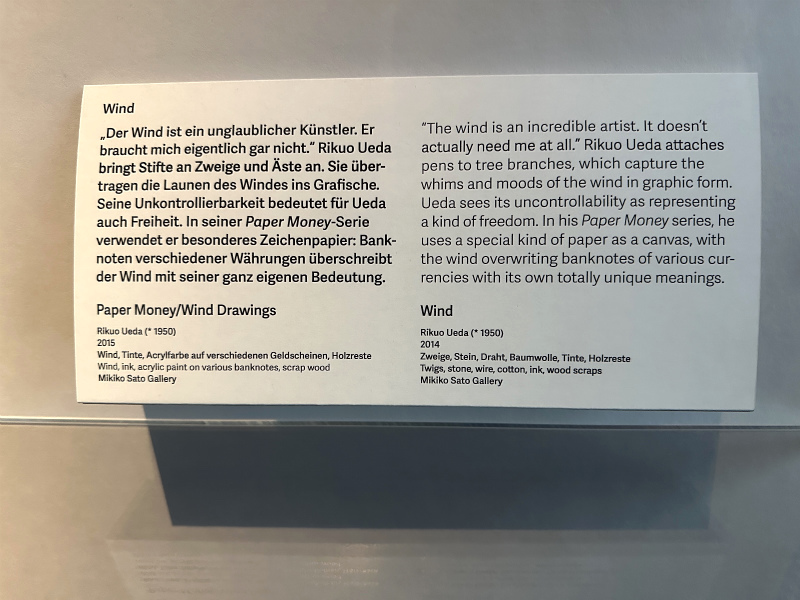 Wind
„Der Wind ist ein unglaublicher Künstler. Er
braucht mich eigentlich gar nicht.“ Rikuo Ueda
bringt Stifte an Zweige und Äste an. Sie über-
tragen die Launen des Windes ins Grafische.
Seine Unkontrollierbarkeit bedeutet für Ueda
auch Freiheit. In seiner Paper Money-Serie
verwendet er besonderes Zeichenpapier: Bank-
noten verschiedener Währungen überschreibt
der Wind mit seiner ganz eigenen Bedeutung.
Paper Money/Wind Drawings
Rikuo Ueda (* 1950)
2015
Wind, Tinte, Acrylfarbe auf verschiedenen Geldscheinen, Holzreste
Wind, ink, acrylic paint on various banknotes, scrap wood
Mikiko Sato Gallery
“The wind is an incredible artist. It doesn’t
actually need me at all.” Rikuo Ueda attaches
pens to tree branches, which capture the
whims and moods of the wind in graphic form.
Ueda sees its uncontrollability as representing
a kind of freedom. In his Paper Money series, he
uses a special kind of paper as a canvas, with
the wind overwriting banknotes of various cur-
rencies with its own totally unique meanings.
Wind
Rikuo Ueda (* 1950)
2014
Zweige, Stein, Draht, Baumwolle, Tinte, Holzreste
Twigs, stone, wire, cotton, ink, wood scraps
Mikiko Sato Gallery